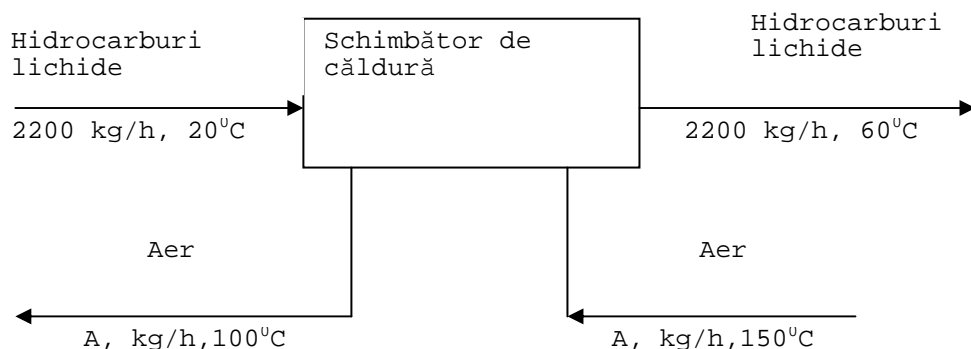 Hidrocarburi
lichide
2200 kg/h, 20⁰C
Schimbător de
căldură
Hidrocarburi
lichide
2200 kg/h, 60⁰C
Aer
A, kg/h,100⁰C
Aer
A, kg/h,150⁰C